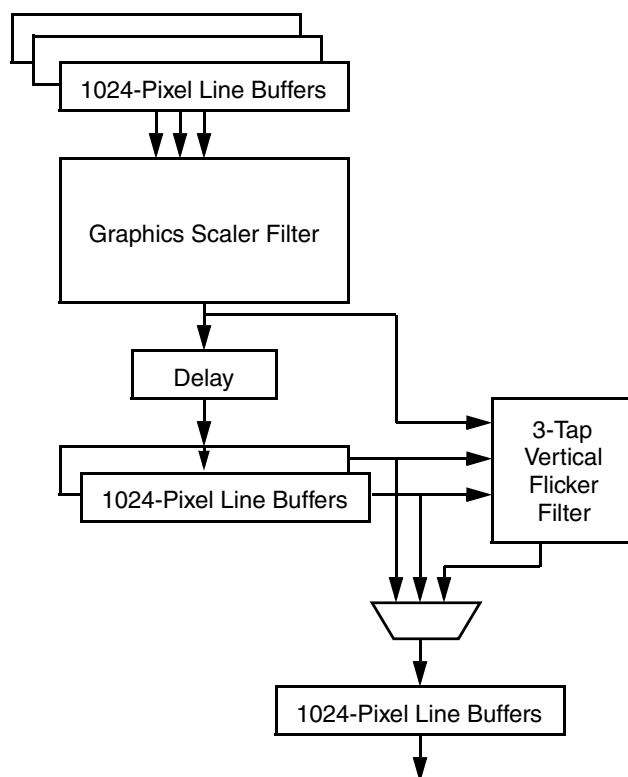 1024-Pixel Line Buffers
Graphics Scaler Filter
Delay
3-Tap
Vertical
Flicker
Filter
1024-Pixel Line Buffers
1024-Pixel Line Buffers